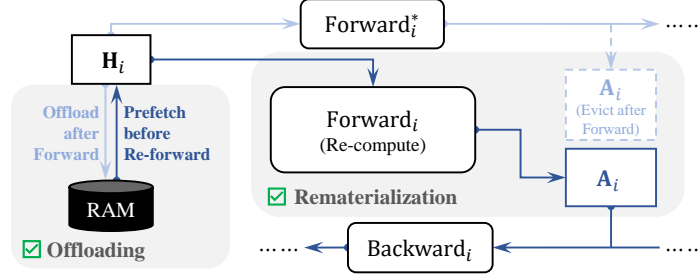 Forward*i
… …
Hi
Offload
after
Forward
Prefetch
before
Re-forward
RAM
☑ Offloading
Forwardi
(Re-compute)
Ai
(Evict after
Forward)
Ai
☑ Rematerialization
… …
Backwardi
… …